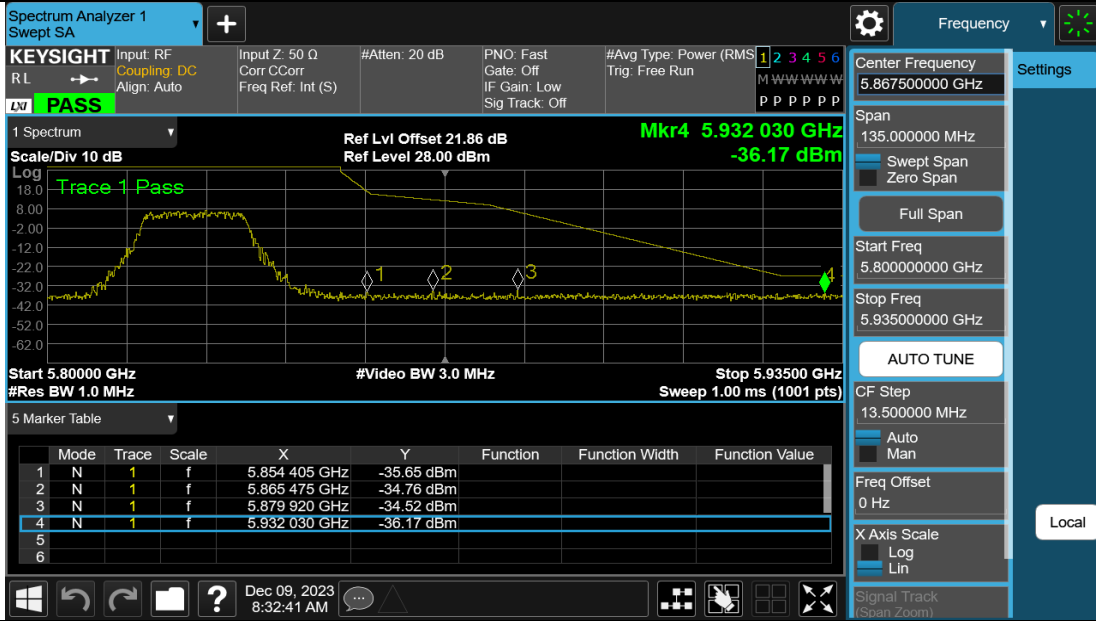 Spectrum Analyzer 1
Swept SA
+
Frequency
KEYSIGHT
R L
LXI PASS
Input: RF
Coupling: DC
Align: Auto
Input Z: 50 Ω
Corr CCorr
Freq Ref: Int (S)
#Atten: 20 dB
PNO: Fast
Gate: Off
IF Gain: Low
Sig Track: Off
#Avg Type: Power (RMS
Trig: Free Run
1 2 3 4 5 6
M W W W W W
P P P P P P
1 Spectrum
Scale/Div 10 dB
Ref Lvl Offset 21.86 dB
Ref Level 28.00 dBm
Mkr4 5.932 030 GHz
-36.17 dBm
Log
Trace 1 Pass
18.0
8.00
-2.00
-12.0
-22.0
-32.0
-42.0
-52.0
-62.0
1
2
3
4
Start 5.80000 GHz
#Video BW 3.0 MHz
Stop 5.93500 GHz
#Res BW 1.0 MHz
Sweep 1.00 ms (1001 pts)
5 Marker Table
Mode Trace Scale X Y Function Function Width Function Value
1 N 1 f 5.854 405 GHz -35.65 dBm
2 N 1 f 5.865 475 GHz -34.76 dBm
3 N 1 f 5.879 920 GHz -34.52 dBm
4 N 1 f 5.932 030 GHz -36.17 dBm
5
6
?
Dec 09, 2023
8:32:41 AM
Center Frequency
5.867500000 GHz
Span
135.000000 MHz
Swept Span
Zero Span
Full Span
Start Freq
5.800000000 GHz
Stop Freq
5.935000000 GHz
AUTO TUNE
CF Step
13.500000 MHz
Auto
Man
Freq Offset
0 Hz
X Axis Scale
Log
Lin
Signal Track
(Span Zoom)
Settings
Local